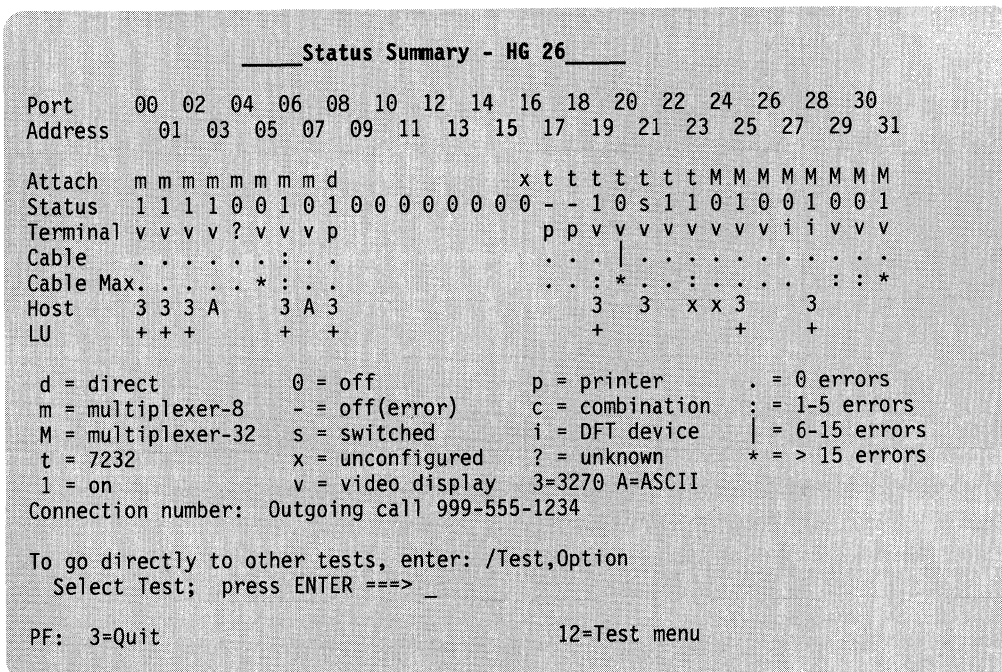 _____Status Summary - HG 26_____
Port 00 02 04 06 08 10 12 14 16 18 20 22 24 26 28 30
Address 01 03 05 07 09 11 13 15 17 19 21 23 25 27 29 31
Attach m m m m m m m m d x t t t t t t t M M M M M M M M
Status 1 1 1 1 0 0 1 0 1 0 0 0 0 0 0 0 0 - - 1 0 s 1 1 0 1 0 0 1 0 0 1
Terminal v v v v ? v v v p p p v v v v v v v v i i v v v
Cable . . . . . . : . . . . . | . . . . . . . . . . .
Cable Max. . . . . * : . . . . : * . . : . . . . : : *
Host 3 3 3 A 3 A 3 3 3 x x 3 3
LU + + + + + + + +
d = direct 0 = off p = printer . = 0 errors
m = multiplexer-8 - = off(error) c = combination : = 1-5 errors
M = multiplexer-32 s = switched i = DFT device | = 6-15 errors
t = 7232 x = unconfigured ? = unknown * = > 15 errors
1 = on v = video display 3=3270 A=ASCII
Connection number: Outgoing call 999-555-1234
To go directly to other tests, enter: /Test,Option
Select Test; press ENTER ===> _
PF: 3=Quit 12=Test menu